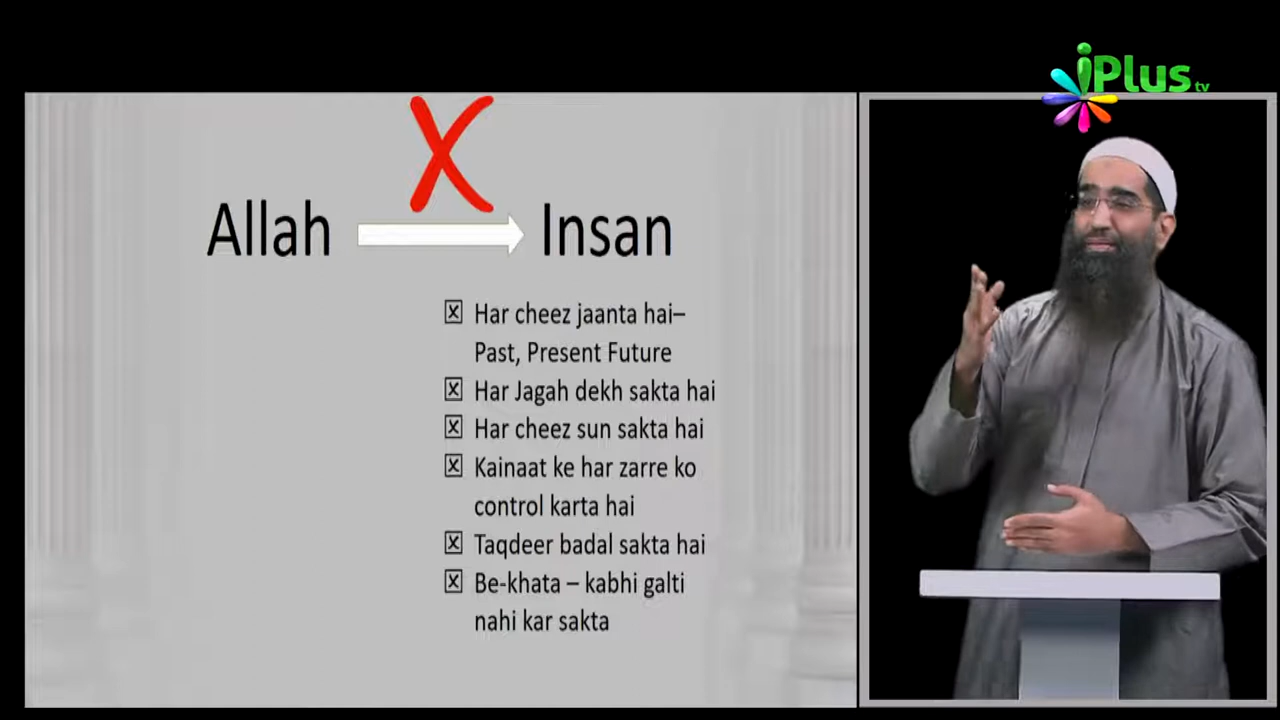 iPlus tv
Allah Insan
Har cheez jaanta hai–
Past, Present Future
Har Jagah dekh sakta hai
Har cheez sun sakta hai
Kainaat ke har zarre ko
control karta hai
Taqdeer badal sakta hai
Be-khata – kabhi galti
nahi kar sakta